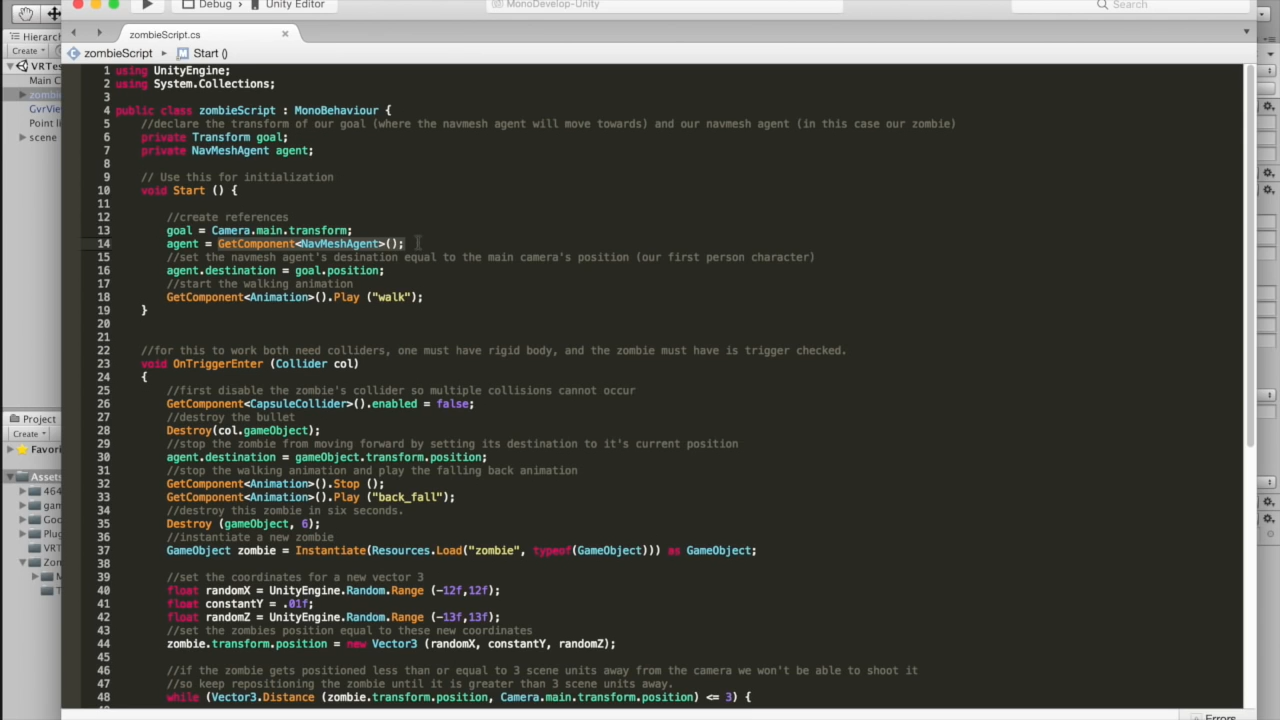 Debug
Unity Editor
MonoDevelop-Unity
Search
Hierarch
Create
VRTes
Main C
zombi
GvrView
Point li
scene
Project
Create
Favori
Assets
464
gam
Goo
Plug
VRT
Zon
M
T
zombieScript.cs
zombieScript
Start ()
1 using UnityEngine;
2 using System.Collections;
3
4 public class zombieScript : MonoBehaviour {
5 //declare the transform of our goal (where the navmesh agent will move towards) and our navmesh agent (in this case our zombie)
6 private Transform goal;
7 private NavMeshAgent agent;
8
9 // Use this for initialization
10 void Start () {
11
12 //create references
13 goal = Camera.main.transform;
14 agent = GetComponent<NavMeshAgent>();
15 //set the navmesh agent's desination equal to the main camera's position (our first person character)
16 agent.destination = goal.position;
17 //start the walking animation
18 GetComponent<Animation>().Play ("walk");
19 }
20
21
22 //for this to work both need colliders, one must have rigid body, and the zombie must have is trigger checked.
23 void OnTriggerEnter (Collider col)
24 {
25 //first disable the zombie's collider so multiple collisions cannot occur
26 GetComponent<CapsuleCollider>().enabled = false;
27 //destroy the bullet
28 Destroy(col.gameObject);
29 //stop the zombie from moving forward by setting its destination to it's current position
30 agent.destination = gameObject.transform.position;
31 //stop the walking animation and play the falling back animation
32 GetComponent<Animation>().Stop ();
33 GetComponent<Animation>().Play ("back_fall");
34 //destroy this zombie in six seconds.
35 Destroy (gameObject, 6);
36 //instantiate a new zombie
37 GameObject zombie = Instantiate(Resources.Load("zombie", typeof(GameObject))) as GameObject;
38
39 //set the coordinates for a new vector 3
40 float randomX = UnityEngine.Random.Range (-12f,12f);
41 float constantY = .01f;
42 float randomZ = UnityEngine.Random.Range (-13f,13f);
43 //set the zombies position equal to these new coordinates
44 zombie.transform.position = new Vector3 (randomX, constantY, randomZ);
45
46 //if the zombie gets positioned less than or equal to 3 scene units away from the camera we won't be able to shoot it
47 //so keep repositioning the zombie until it is greater than 3 scene units away.
48 while (Vector3.Distance (zombie.transform.position, Camera.main.transform.position) <= 3) {
Errors